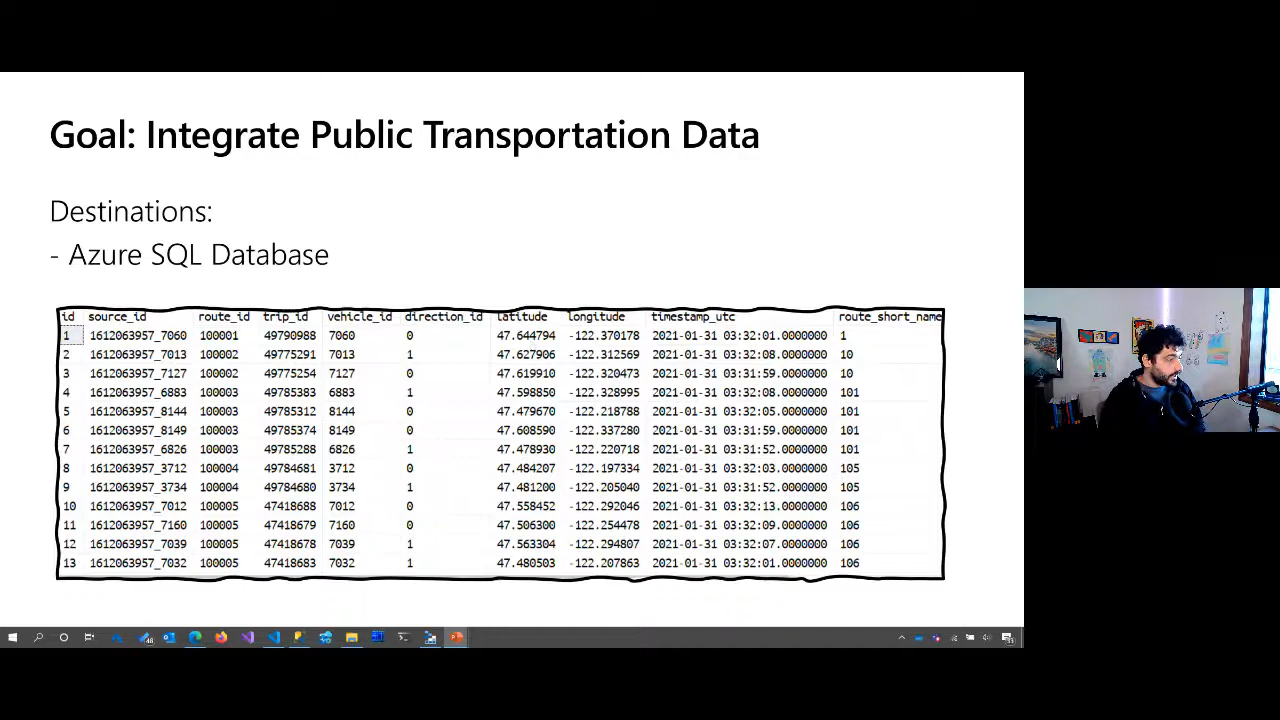 Goal: Integrate Public Transportation Data
Destinations:
- Azure SQL Database
id source_id route_id trip_id vehicle_id direction_id latitude longitude timestamp_utc route_short_name
1 1612063957_7060 100001 49790988 7060 0 47.644794 -122.370178 2021-01-31 03:32:01.0000000 1
2 1612063957_7013 100002 49775291 7013 1 47.627906 -122.312569 2021-01-31 03:32:08.0000000 10
3 1612063957_7127 100002 49775254 7127 0 47.619910 -122.320473 2021-01-31 03:31:59.0000000 10
4 1612063957_6883 100003 49785383 6883 1 47.598850 -122.328995 2021-01-31 03:32:08.0000000 101
5 1612063957_8144 100003 49785312 8144 0 47.479670 -122.218788 2021-01-31 03:32:05.0000000 101
6 1612063957_8149 100003 49785374 8149 0 47.608590 -122.337280 2021-01-31 03:31:59.0000000 101
7 1612063957_6826 100003 49785288 6826 1 47.478930 -122.220718 2021-01-31 03:31:52.0000000 101
8 1612063957_3712 100004 49784681 3712 0 47.484207 -122.197334 2021-01-31 03:32:03.0000000 105
9 1612063957_3734 100004 49784680 3734 1 47.481200 -122.205040 2021-01-31 03:31:52.0000000 105
10 1612063957_7012 100005 47418688 7012 0 47.558452 -122.292046 2021-01-31 03:32:13.0000000 106
11 1612063957_7160 100005 47418679 7160 0 47.506300 -122.254478 2021-01-31 03:32:09.0000000 106
12 1612063957_7039 100005 47418678 7039 1 47.563304 -122.294807 2021-01-31 03:32:07.0000000 106
13 1612063957_7032 100005 47418683 7032 1 47.480503 -122.207863 2021-01-31 03:32:01.0000000 106